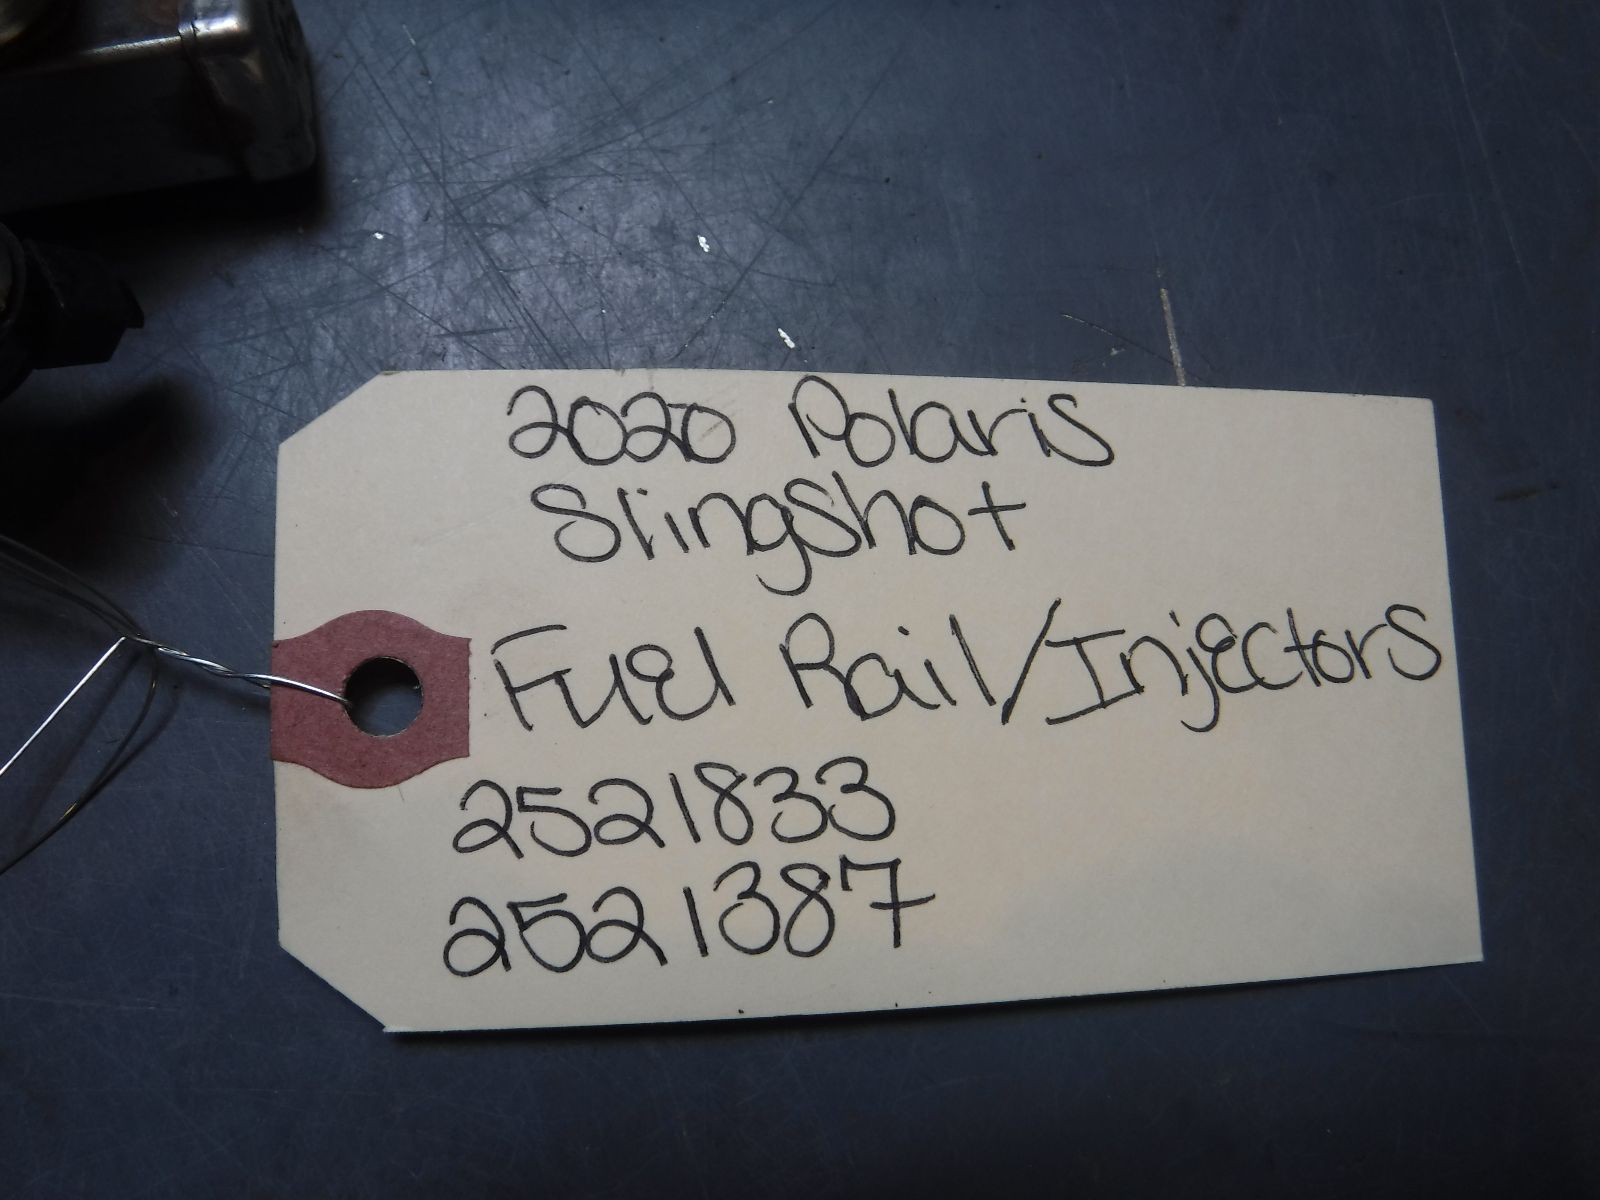 2020 Polaris
Slingshot
Fuel Rail/Injectors
2521833
2521387